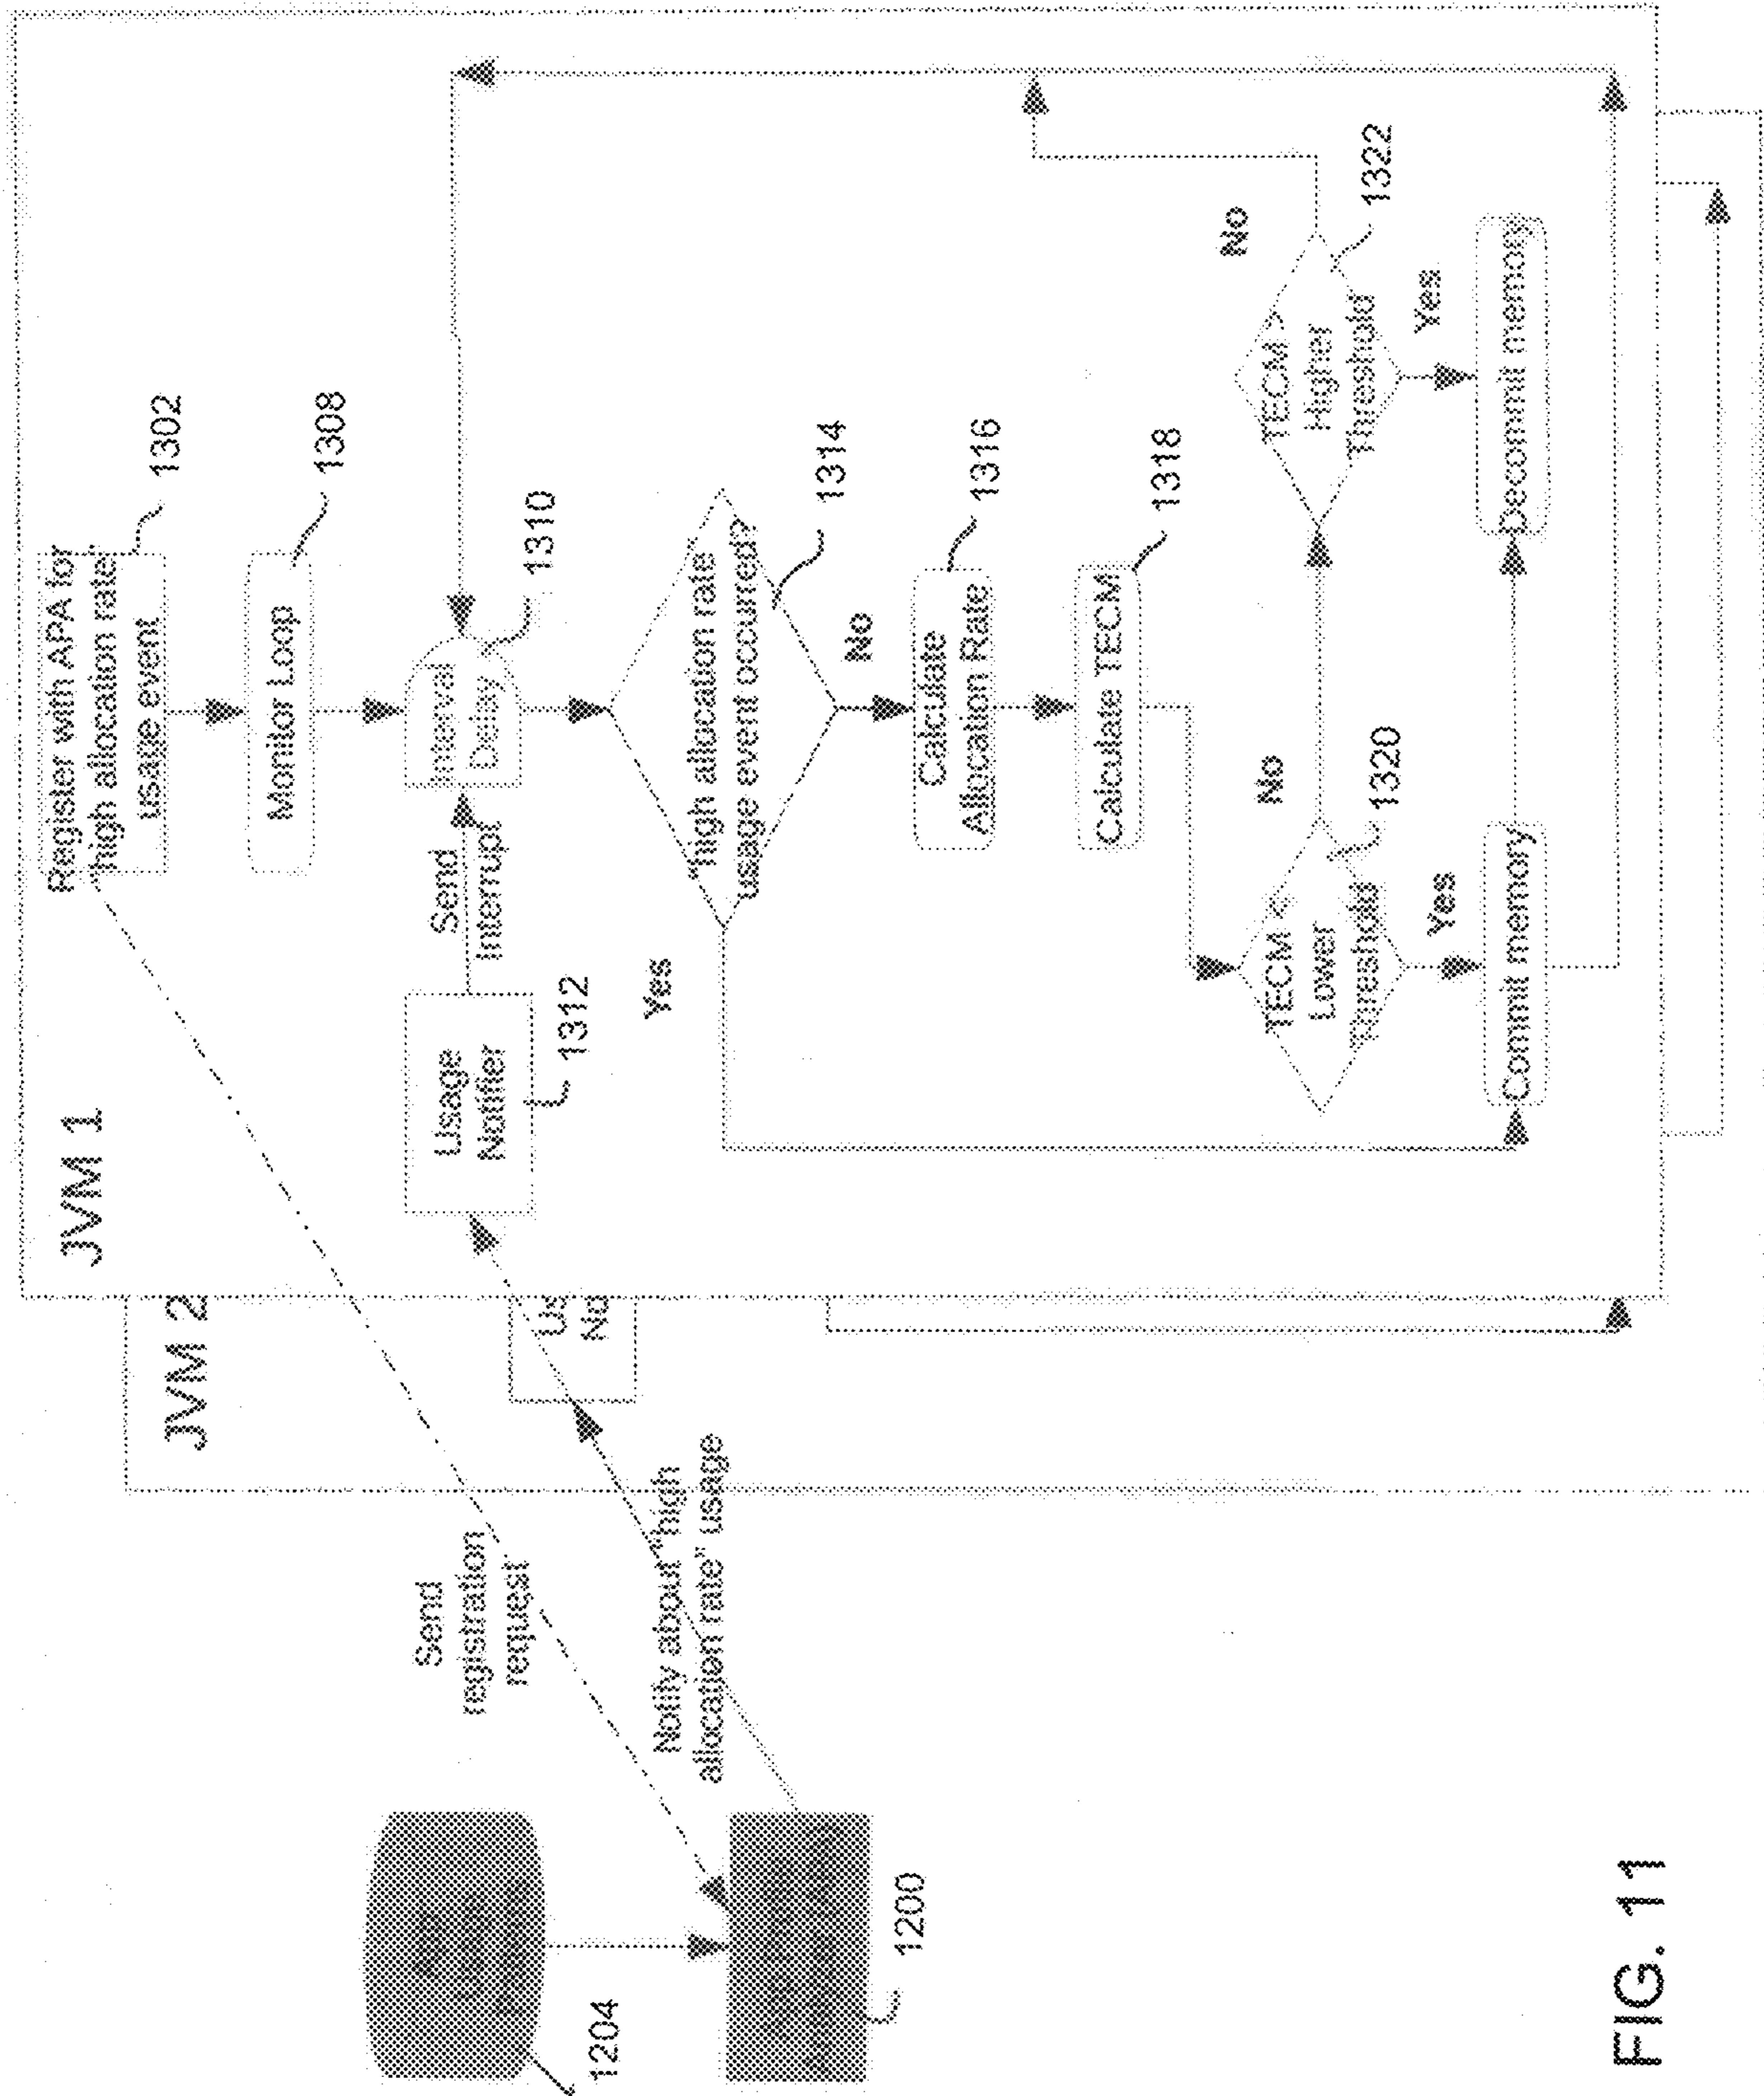 JVM 1
JVM 2
Register with APA for
"high allocation rate"
usage event
1302
Monitor Loop
1308
Interval
Delay
1310
Send
Interrupt
Usage
Notifier
1312
Us
No
"high allocation rate
usage event occurred?
1314
Yes
No
Calculate
Allocation Rate
1316
Calculate TECM
1318
TECM <
Lower
Threshold
1320
No
Yes
TECM >
Higher
Threshold
1322
No
Yes
Commit memory
Decommit memory
Send
registration
request
Notify about "high
allocation rate" usage
1204
1200
FIG. 11